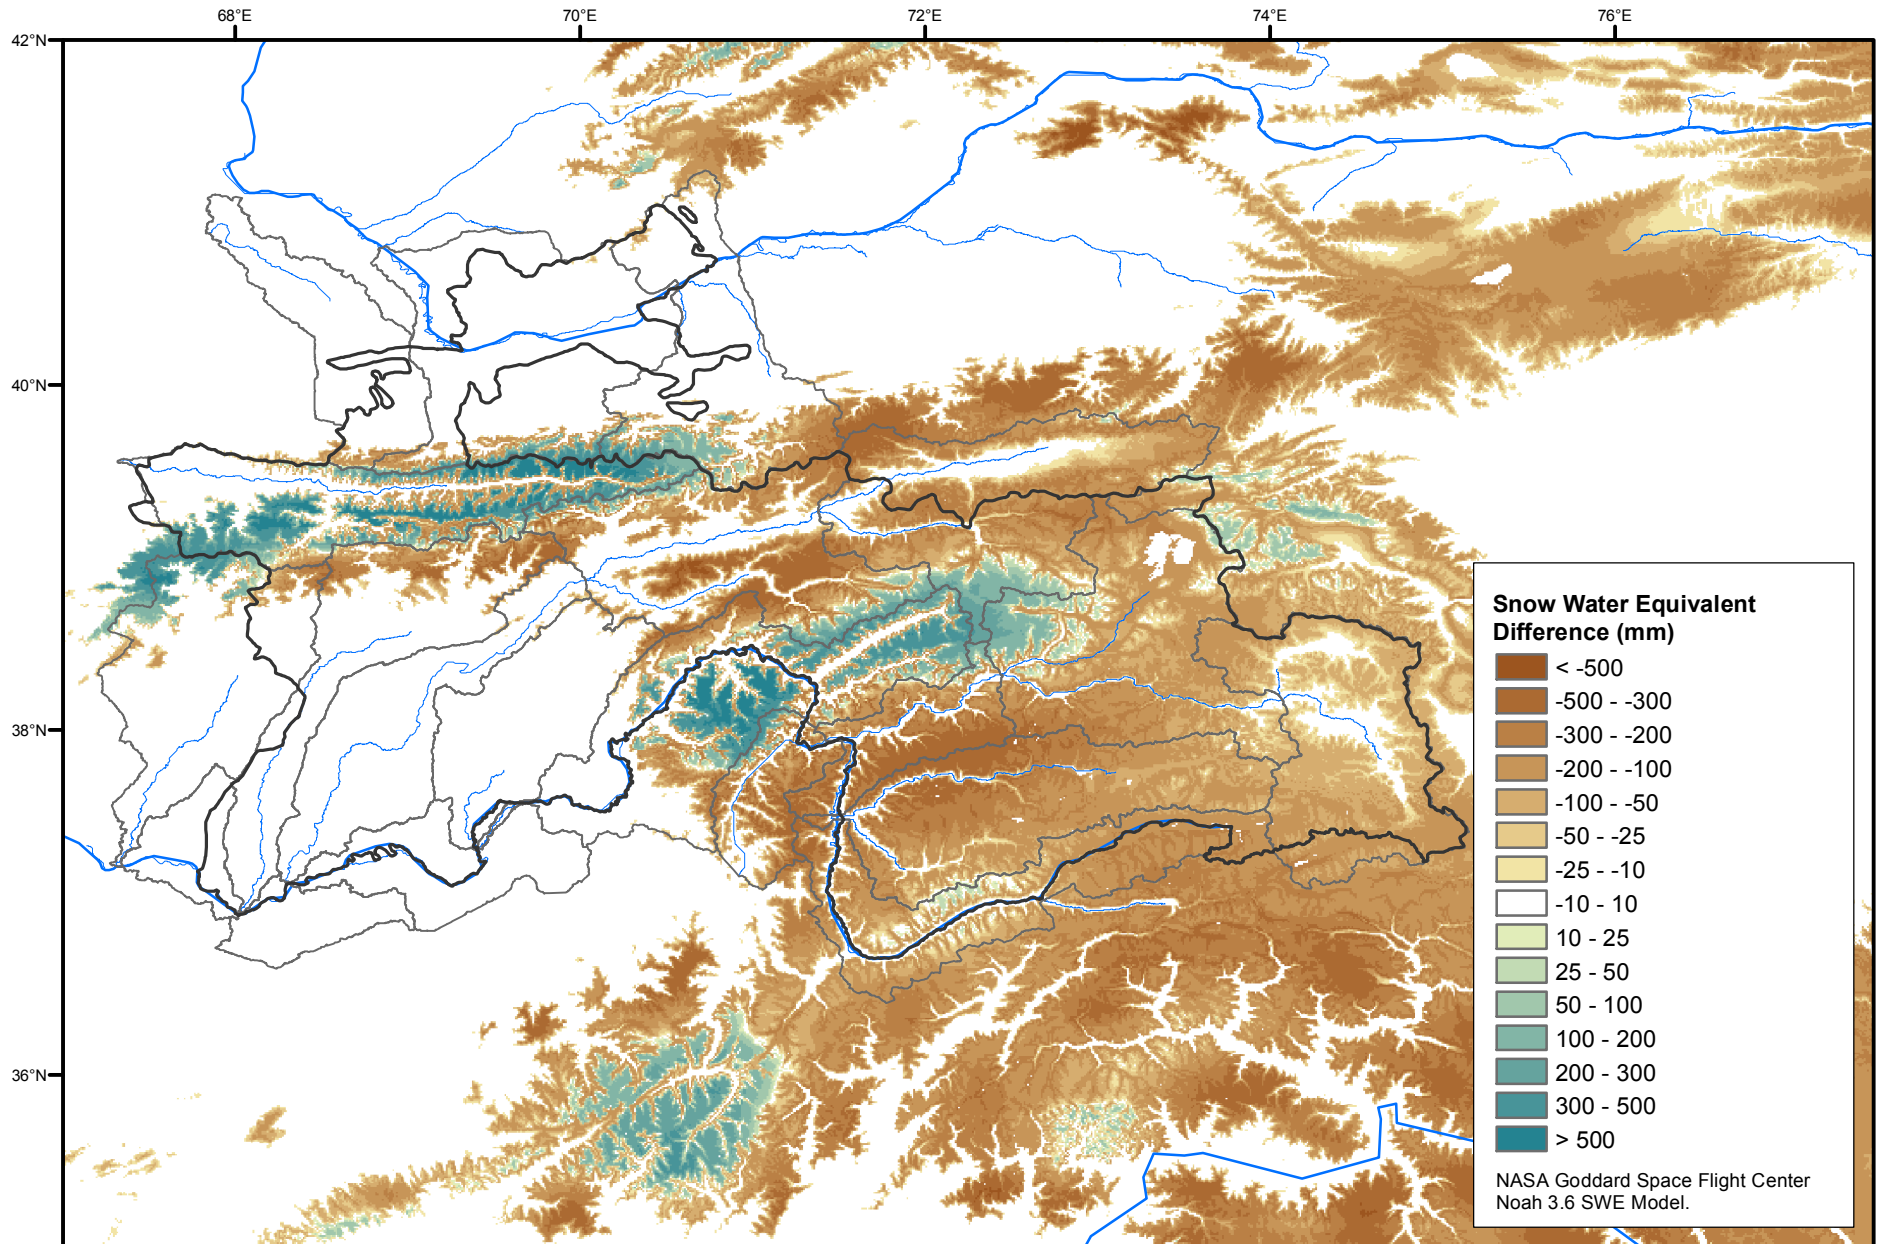 68°E 70°E 72°E 74°E 76°E
42°N
40°N
38°N
36°N
Snow Water Equivalent
Difference (mm)
< -500
-500 - -300
-300 - -200
-200 - -100
-100 - -50
-50 - -25
-25 - -10
-10 - 10
10 - 25
25 - 50
50 - 100
100 - 200
200 - 300
300 - 500
> 500
NASA Goddard Space Flight Center
Noah 3.6 SWE Model.